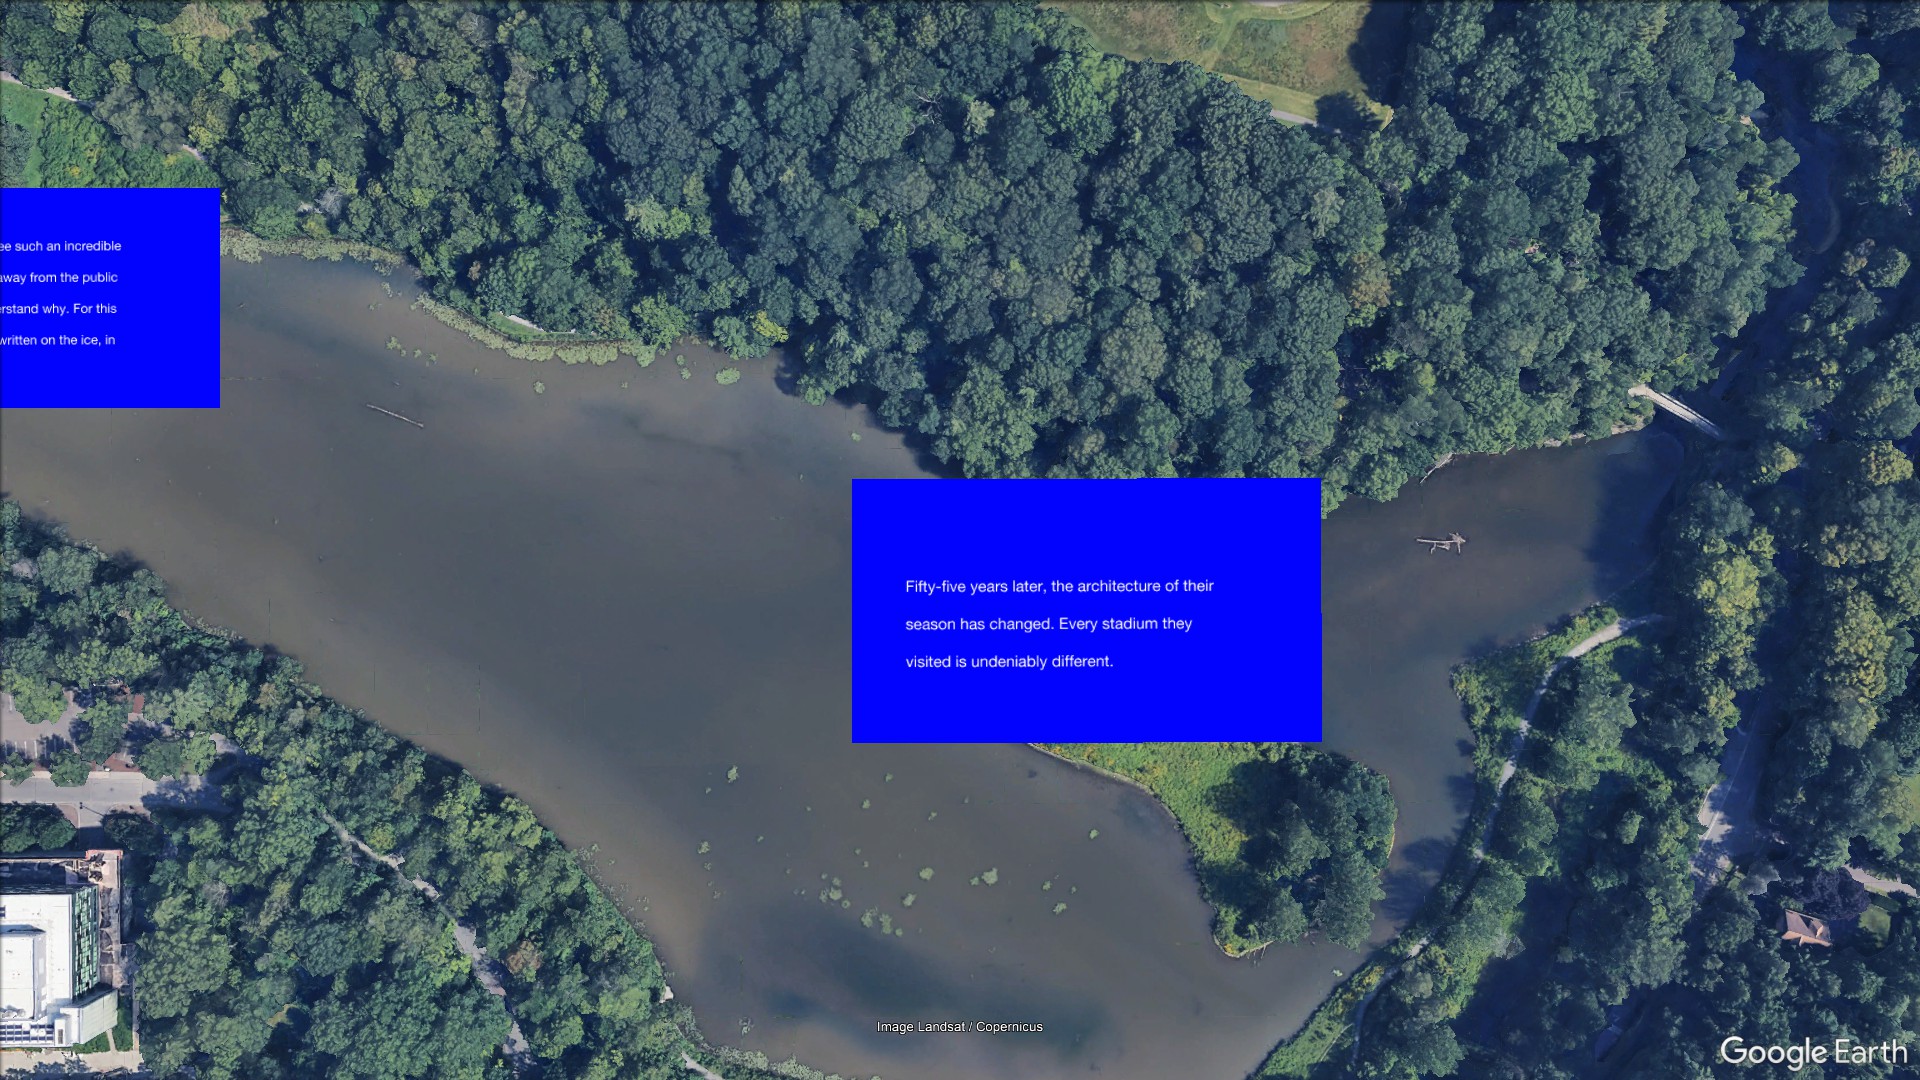 such an incredible
away from the public
why. For this
written on the ice, in
Fifty-five years later, the architecture of their
season has changed. Every stadium they
visited is undeniably different.
Image Landsat / Copernicus
Google Earth